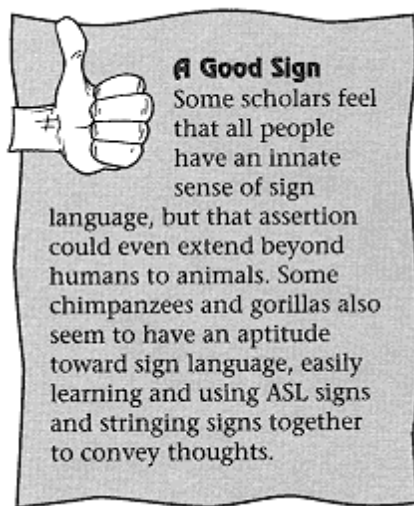 A Good Sign
Some scholars feel
that all people
have an innate
sense of sign
language, but that assertion
could even extend beyond
humans to animals. Some
chimpanzees and gorillas also
seem to have an aptitude
toward sign language, easily
learning and using ASL signs
and stringing signs together
to convey thoughts.